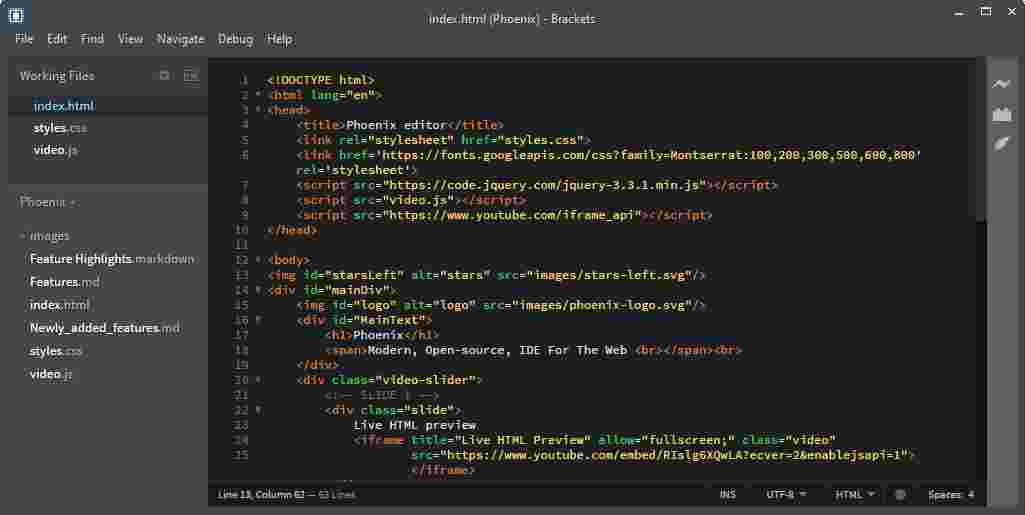 index.html (Phoenix) - Brackets
File Edit Find View Navigate Debug Help
Working Files
index.html
styles.css
video.js
Phoenix
images
Feature Highlights.markdown
Features.md
index.html
Newly_added_features.md
styles.css
video.js
1 <!DOCTYPE html>
2 <html lang="en">
3 <head>
4 <title>Phoenix editor</title>
5 <link rel="stylesheet" href="styles.css">
6 <link href='https://fonts.googleapis.com/css?family=Montserrat:100,200,300,500,600,800'
rel='stylesheet'>
7 <script src="https://code.jquery.com/jquery-3.3.1.min.js"></script>
8 <script src="video.js"></script>
9 <script src="https://www.youtube.com/iframe_api"></script>
10 </head>
11
12 <body>
13 <img id="starsLeft" alt="stars" src="images/stars-left.svg"/>
14 <div id="mainDiv">
15 <img id="logo" alt="logo" src="images/phoenix-logo.svg"/>
16 <div id="MainText">
17 <h1>Phoenix</h1>
18 <span>Modern, Open-source, IDE For The Web <br></span><br>
19 </div>
20 <div class="video-slider">
21 <!-- SLIDE 1 -->
22 <div class="slide">
23 Live HTML preview
24 <iframe title="Live HTML Preview" allow="fullscreen;" class="video"
25 src="https://www.youtube.com/embed/RIslg6XQwLA?ecver=2&enablejsapi=1">
</iframe>
Line 13, Column 62 — 63 Lines
INS UTF-8 HTML Spaces: 4